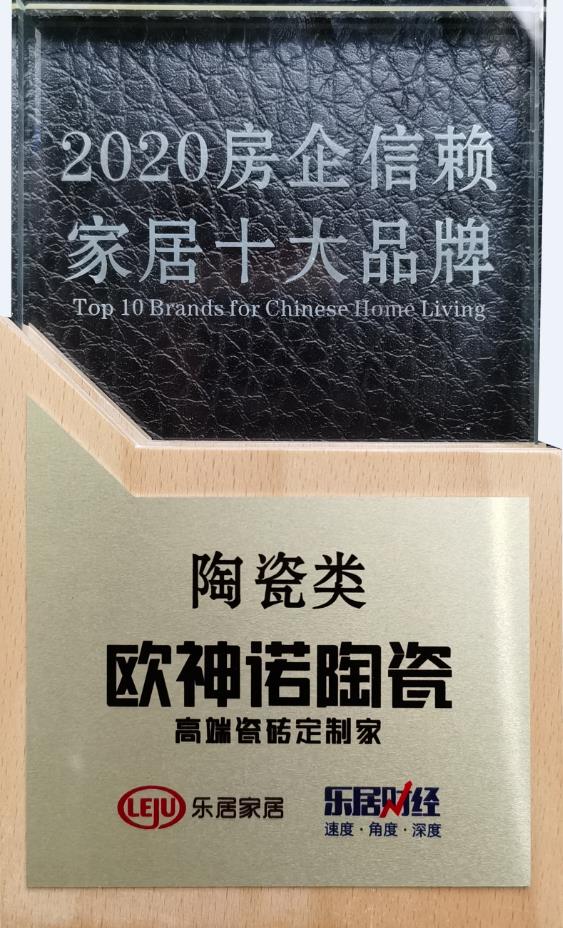 2020房企信赖
家居十大品牌
Top 10 Brands for Chinese Home Living
陶瓷类
欧神诺陶瓷
高端瓷砖定制家
LEJU 乐居家居
乐居财经
速度·角度·深度